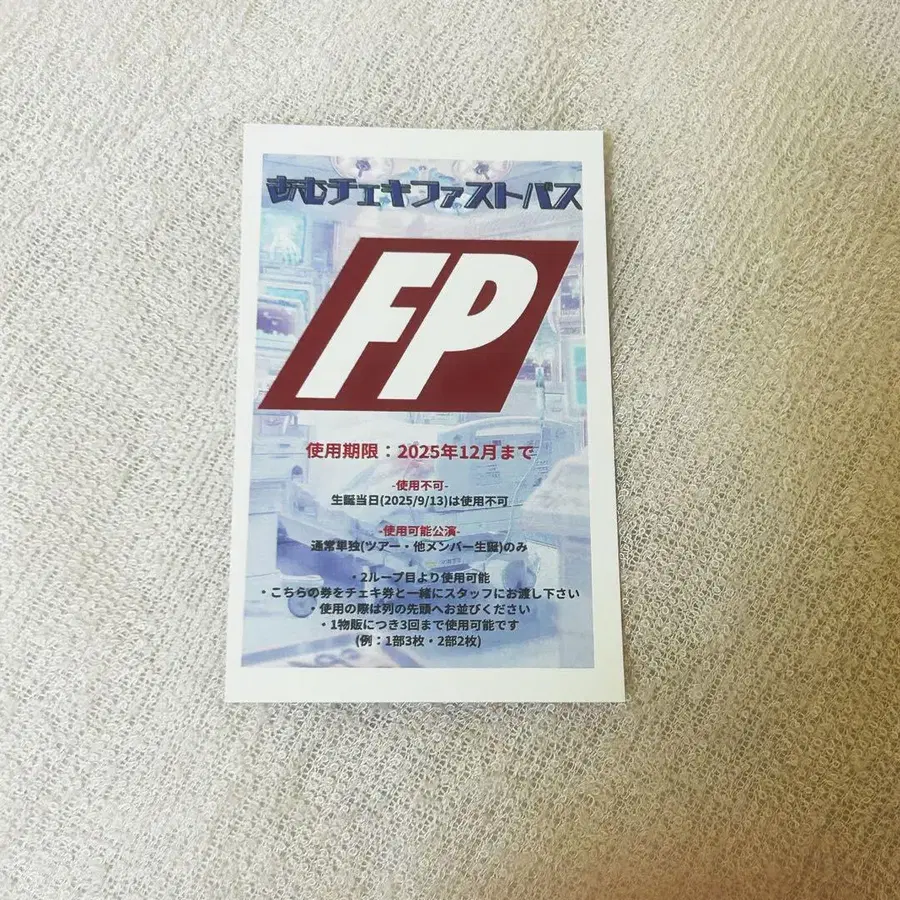 あむチェキファストパス
FP
使用期限：2025年12月まで
-使用不可-
生誕当日(2025/9/13)は使用不可
-使用可能公演-
通常単独(ツアー・他メンバー生誕)のみ
・2ループ目より使用可能
・こちらの券をチェキ券と一緒にスタッフにお渡し下さい
・使用の際は列の先頭へお並びください
・1物販につき3回まで使用可能です
(例：1部3枚・2部2枚)